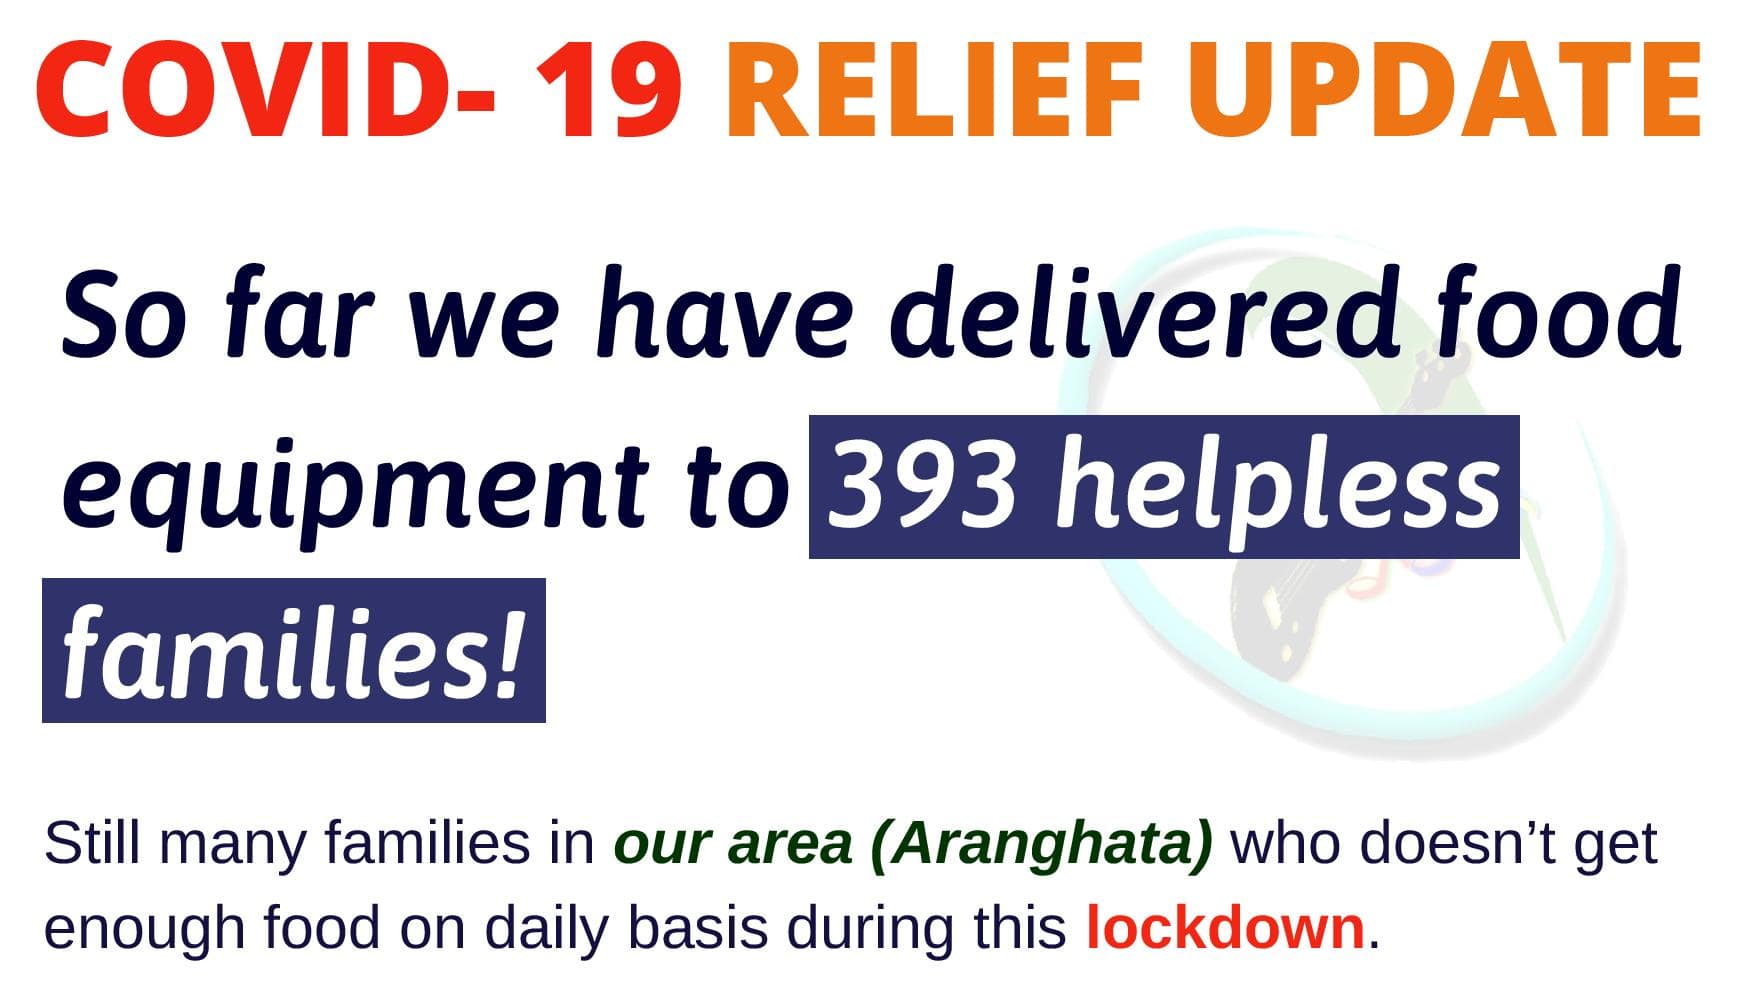 COVID- 19 RELIEF UPDATE
So far we have delivered food
equipment to 393 helpless
families!
Still many families in our area (Aranghata) who doesn’t get
enough food on daily basis during this lockdown.